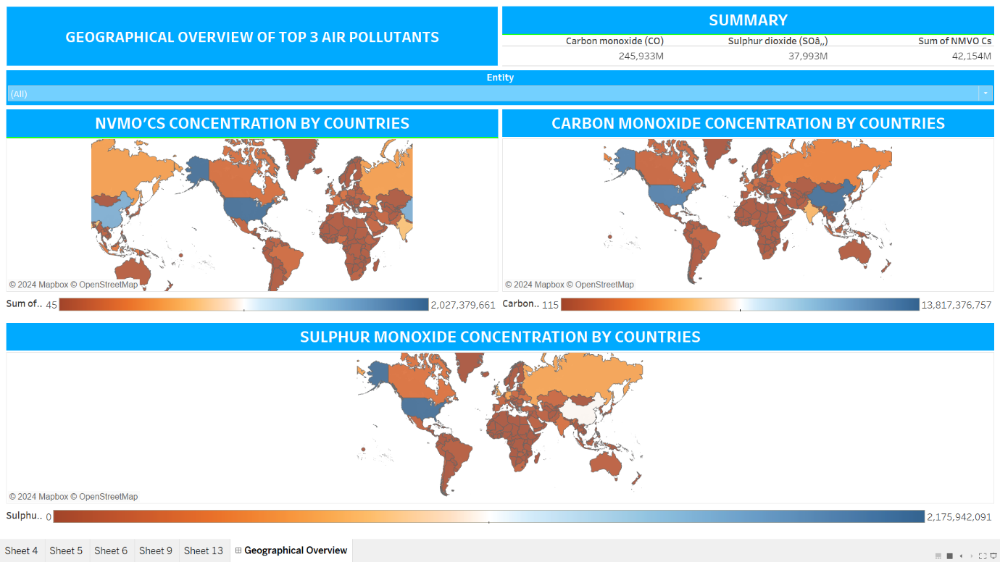 GEOGRAPHICAL OVERVIEW OF TOP 3 AIR POLLUTANTS
SUMMARY
Carbon monoxide (CO) Sulphur dioxide (SOâ,,) Sum of NMVO Cs
245,933M 37,993M 42,154M
Entity
(All)
NVMO'CS CONCENTRATION BY COUNTRIES
CARBON MONOXIDE CONCENTRATION BY COUNTRIES
© 2024 Mapbox © OpenStreetMap
© 2024 Mapbox © OpenStreetMap
Sum of.. 45 2,027,379,661
Carbon.. 115 13,817,376,757
SULPHUR MONOXIDE CONCENTRATION BY COUNTRIES
© 2024 Mapbox © OpenStreetMap
Sulphu.. 0 2,175,942,091
Sheet 4 Sheet 5 Sheet 6 Sheet 9 Sheet 13 Geographical Overview